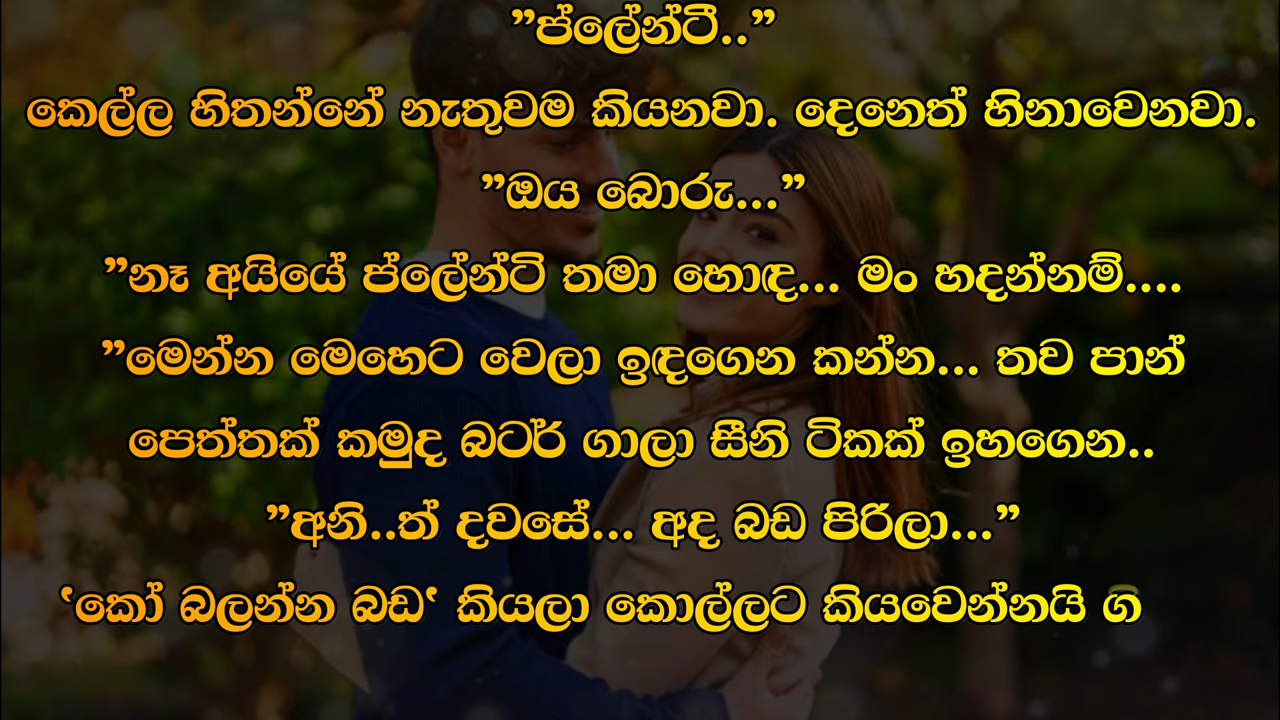 ”ප්ලේන්ටී..”
කෙල්ල හිතන්නේ නැතුවම කියනවා. දෙනෙත් හිනාවෙනවා.
”ඔය බොරු...”
”නෑ අයියේ ප්ලේන්ටි තමා හොඳ... මං හදන්නම්....
”මෙන්න මෙහෙට වෙලා ඉඳගෙන කන්න... තව පාන්
පෙත්තක් කමුද බටර් ගාලා සීනි ටිකක් ඉහගෙන..
”අනි..ත් දවසේ... අද බඩ පිරිලා...”
‛කෝ බලන්න බඩ‛ කියලා කොල්ලට කියවෙන්නයි ගි